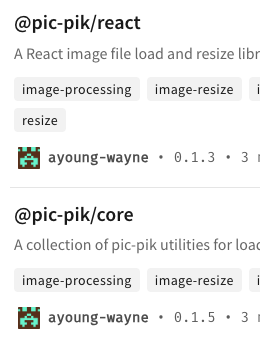 @pic-pik/react
A React image file load and resize libr
image-processing image-resize
resize
ayoung-wayne • 0.1.3 • 3
@pic-pik/core
A collection of pic-pik utilities for load
image-processing image-resize
ayoung-wayne • 0.1.5 • 3